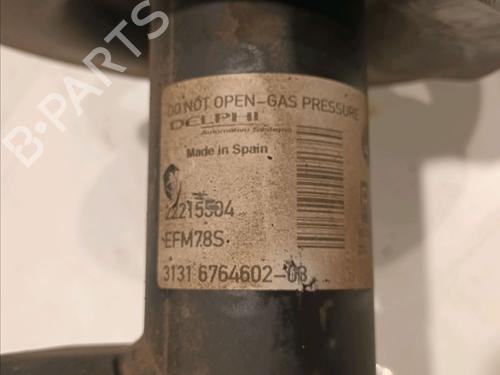 DO NOT OPEN-GAS PRESSURE
DELPHI
Automotive Systems
Made in Spain
22215504
EFM78S
3131 6764602-03
B-Parts